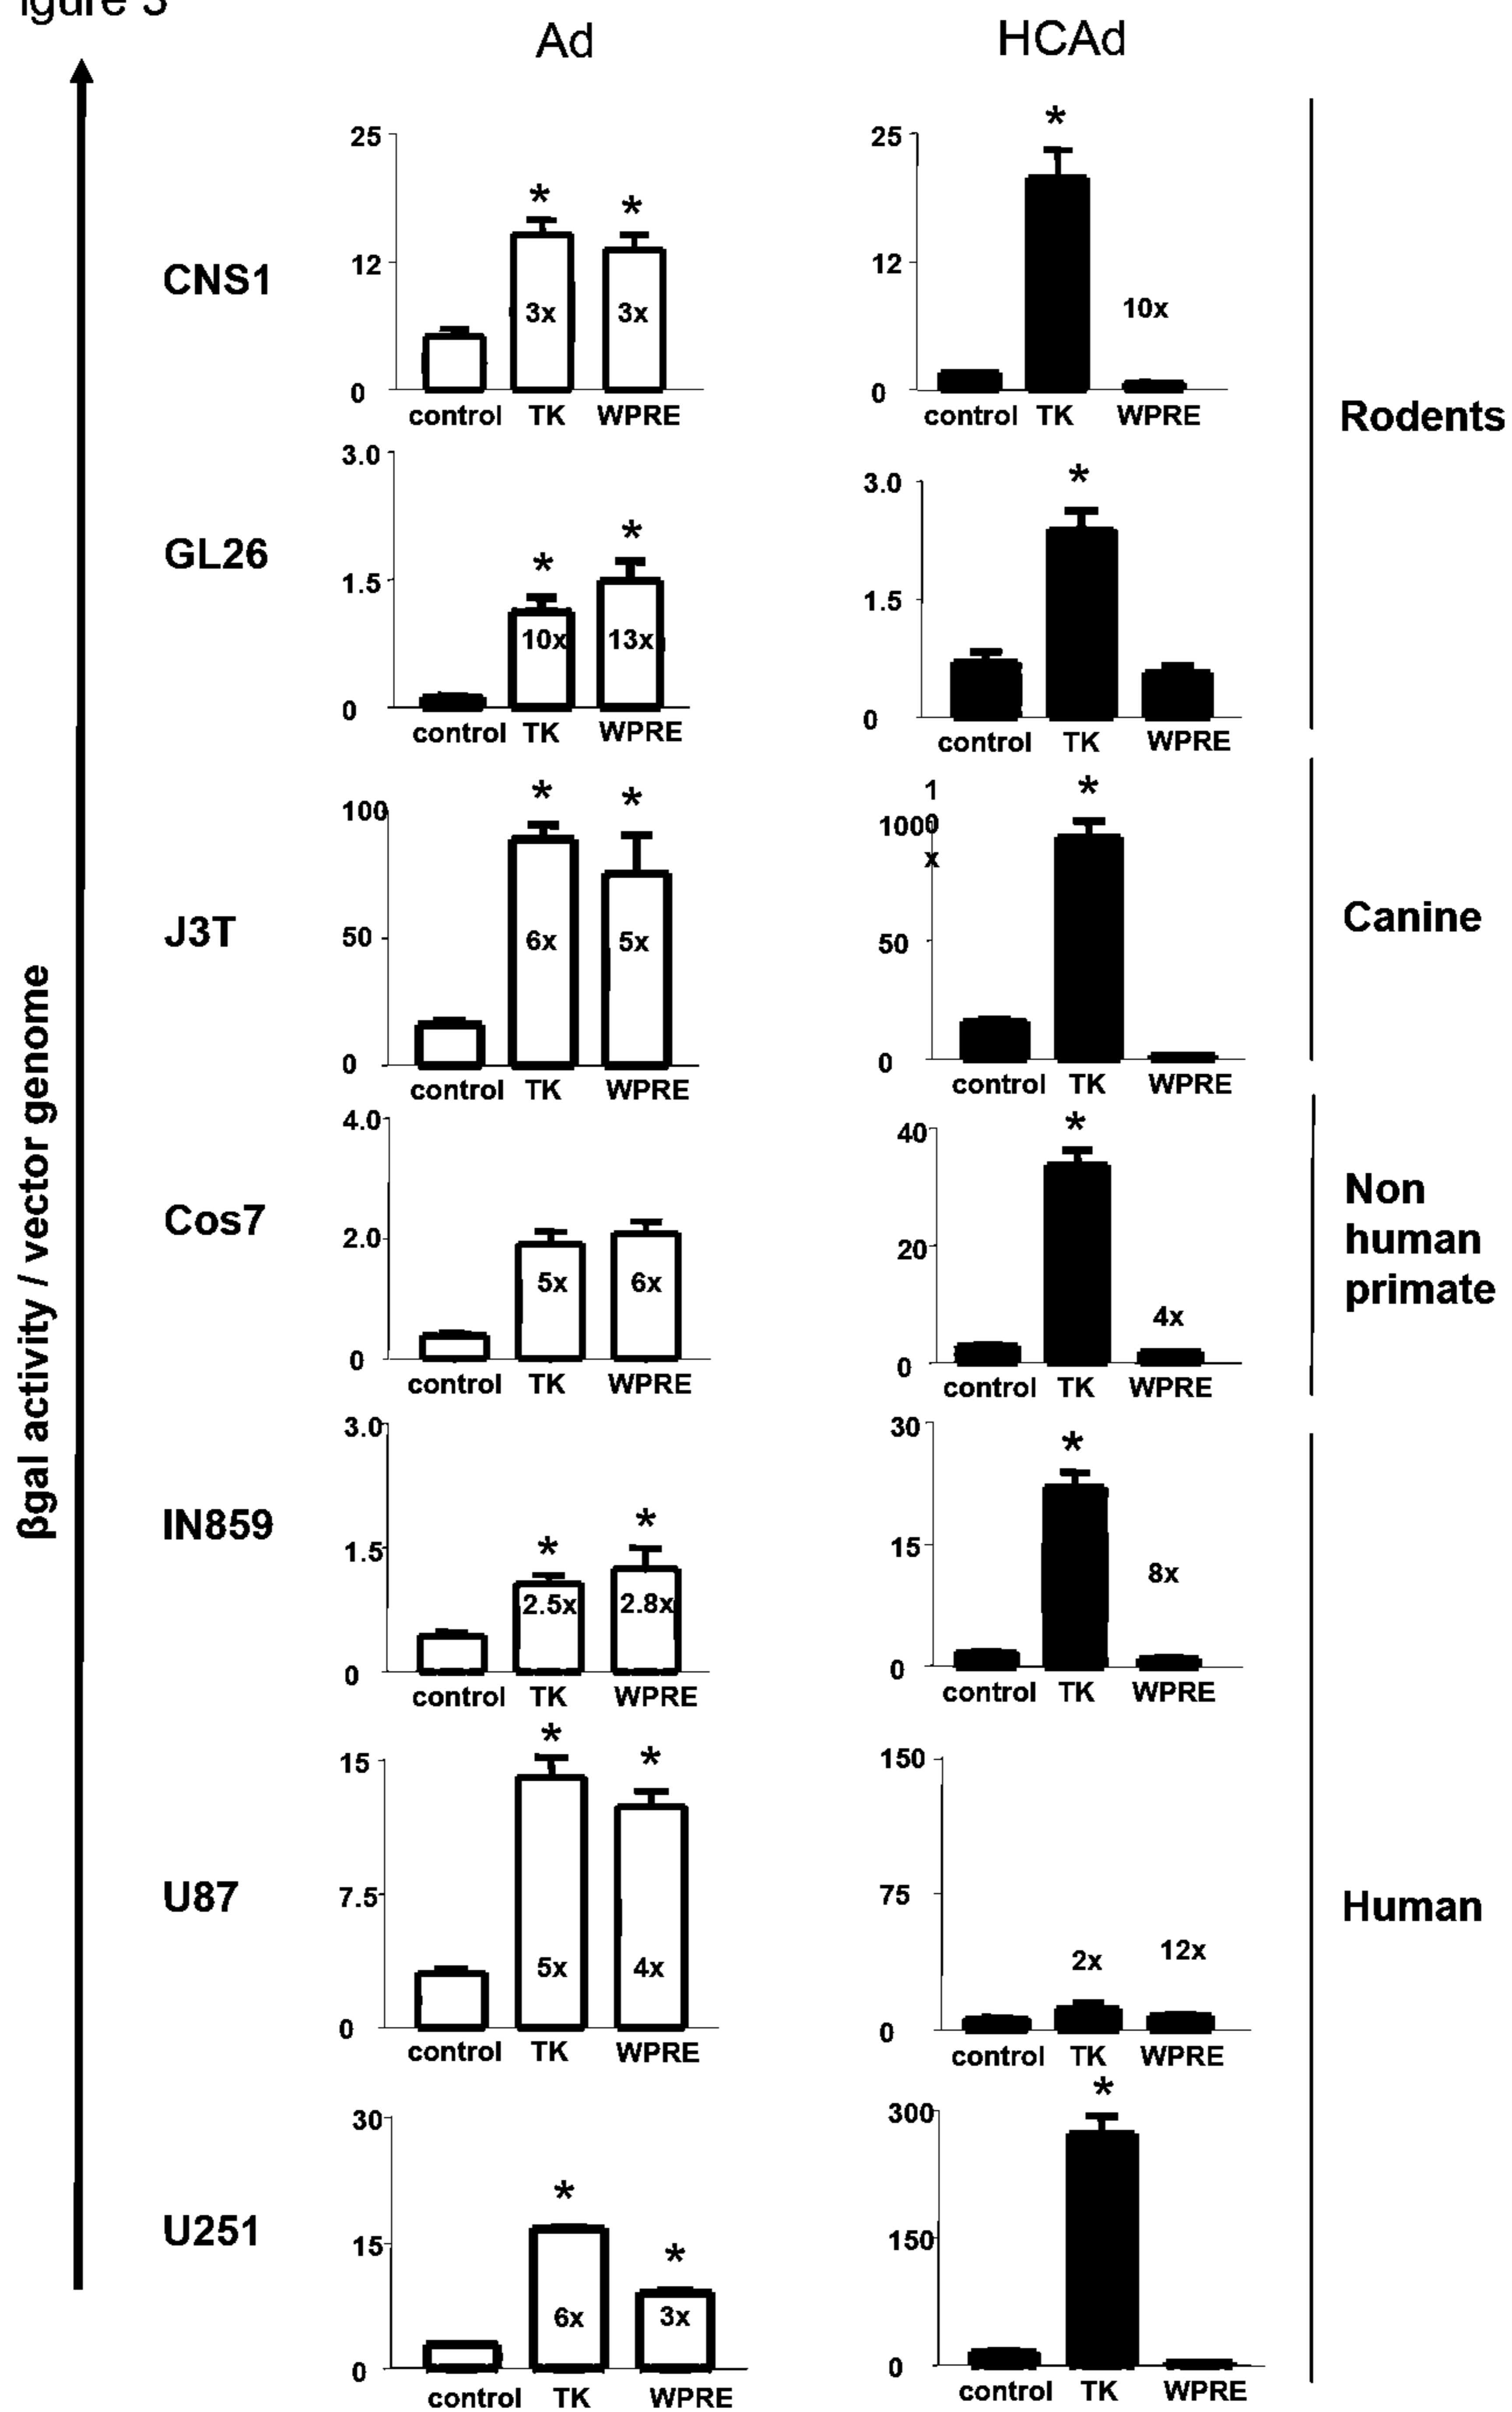 igure 3
Ad
HCAd
βgal activity / vector genome
CNS1
25
12
0
*
*
3x
3x
control TK WPRE
25
12
0
*
10x
control TK WPRE
Rodents
GL26
3.0
1.5
0
*
*
10x
13x
control TK WPRE
3.0
1.5
0
*
control TK WPRE
J3T
100
50
0
*
*
6x
5x
control TK WPRE
1
0
x
100
50
0
*
control TK WPRE
Canine
Cos7
4.0
2.0
0
5x
6x
control TK WPRE
40
20
0
*
4x
control TK WPRE
Non
human
primate
IN859
3.0
1.5
0
*
*
2.5x
2.8x
control TK WPRE
30
15
0
*
8x
control TK WPRE
U87
15
7.5
0
*
*
5x
4x
control TK WPRE
150
75
0
2x
12x
control TK WPRE
Human
U251
30
15
0
*
*
6x
3x
control TK WPRE
300
150
0
*
control TK WPRE